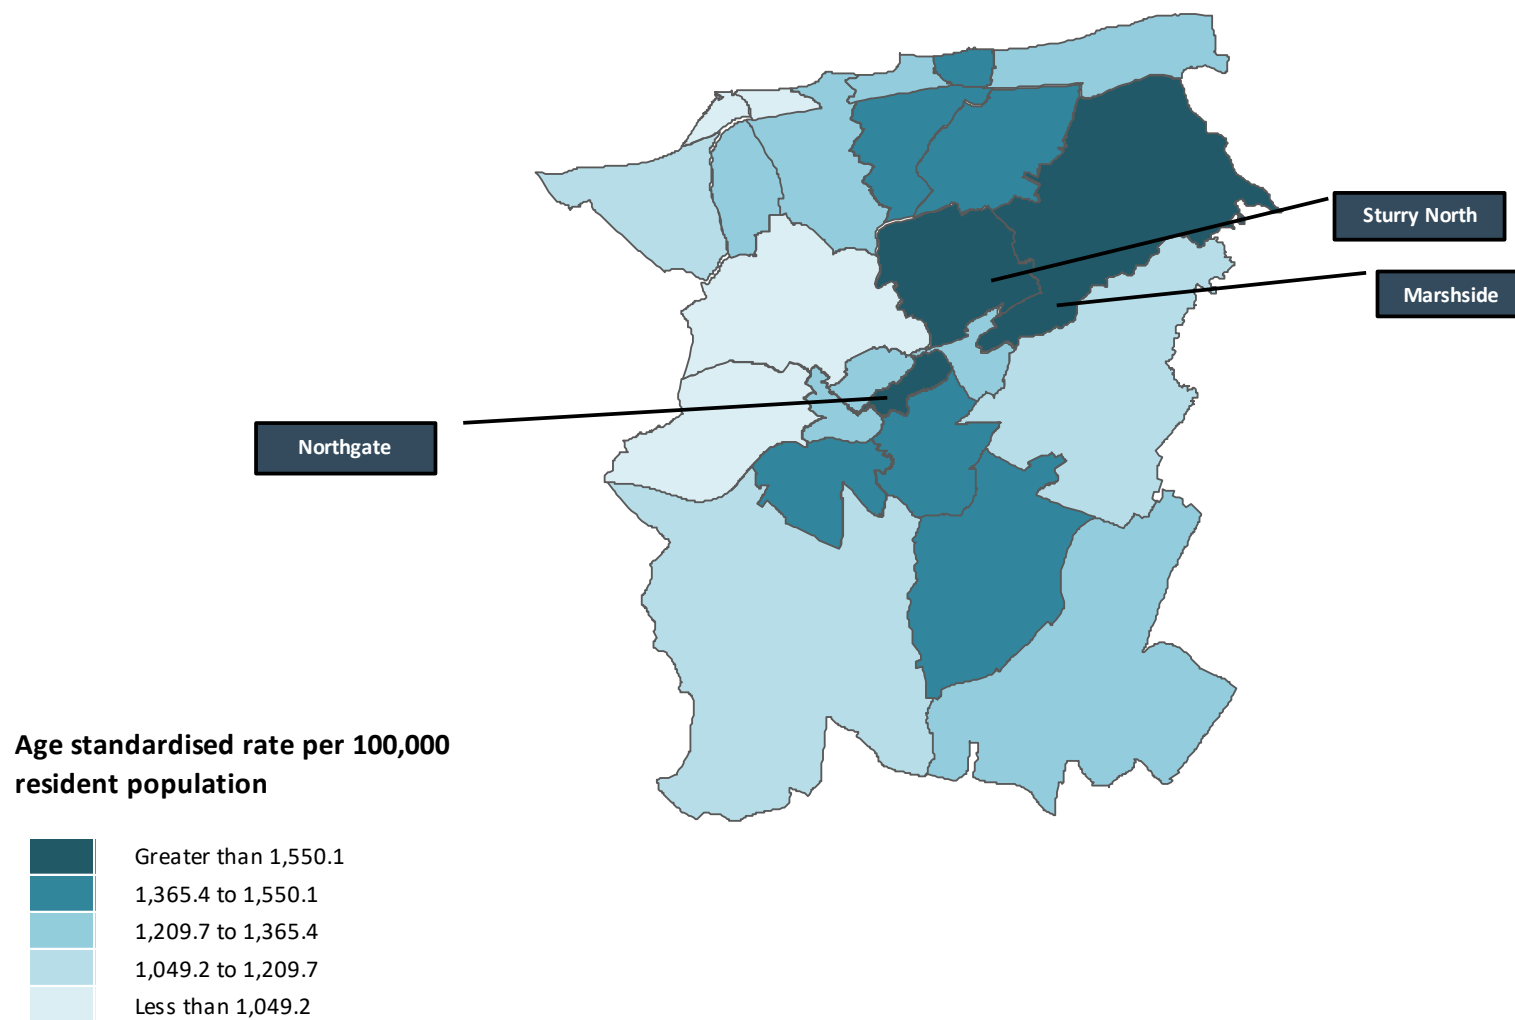 Sturry North
Marshside
Northgate
Age standardised rate per 100,000
resident population
Greater than 1,550.1
1,365.4 to 1,550.1
1,209.7 to 1,365.4
1,049.2 to 1,209.7
Less than 1,049.2